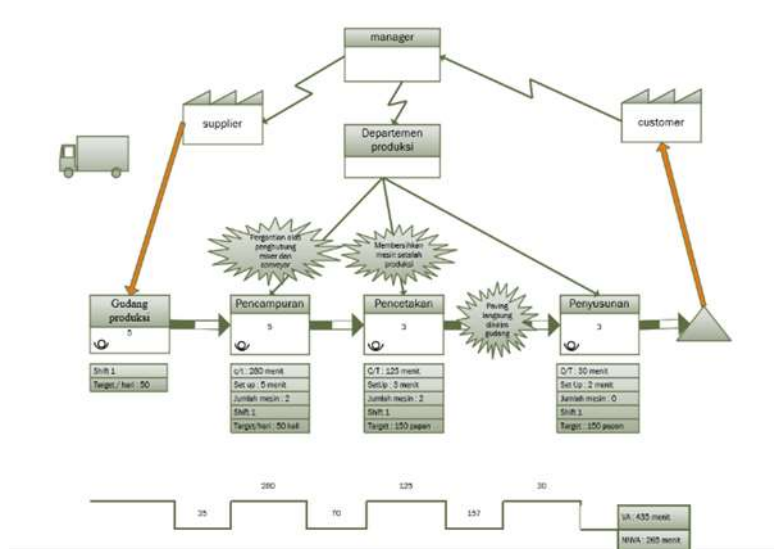 manager
supplier
customer
Departemen
produksi
Pergantian alas
penghubung
mixer dan
conveyor
Membersihkan
mesin setelah
produksi
Paving
langsung
dibawa
gudang
Gudang
produksi
5
Pencampuran
5
Pencetakan
3
Penyusunan
3
Shift 1
Target / hari : 50
c/t : 280 menit
Set up : 5 menit
Jumlah mesin : 2
Shift 1
Target/hari : 50 kali
C/T : 125 menit
SetUp : 3 menit
Jumlah mesin : 2
Shift 1
Target : 150 papan
C/T : 30 menit
Set Up : 2 menit
Jumlah mesin : 0
Shift 1
Target : 150 papan
280
125
30
35
70
157
VA : 435 menit
NNVA : 265 menit